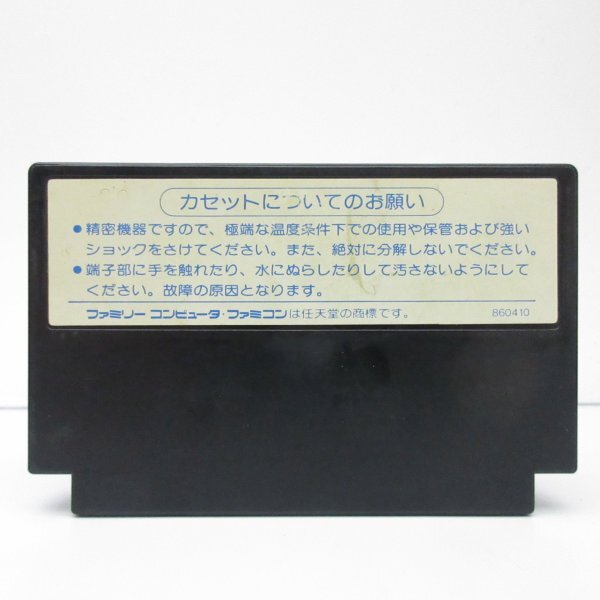 カセットについてのお願い
●精密機器ですので、極端な温度条件下での使用や保管および強い
ショックをさけてください。また、絶対に分解しないでください。
●端子部に手を触れたり、水にぬらしたりして汚さないようにして
ください。故障の原因となります。
ファミリー コンピュータ・ファミコンは任天堂の商標です。 860410